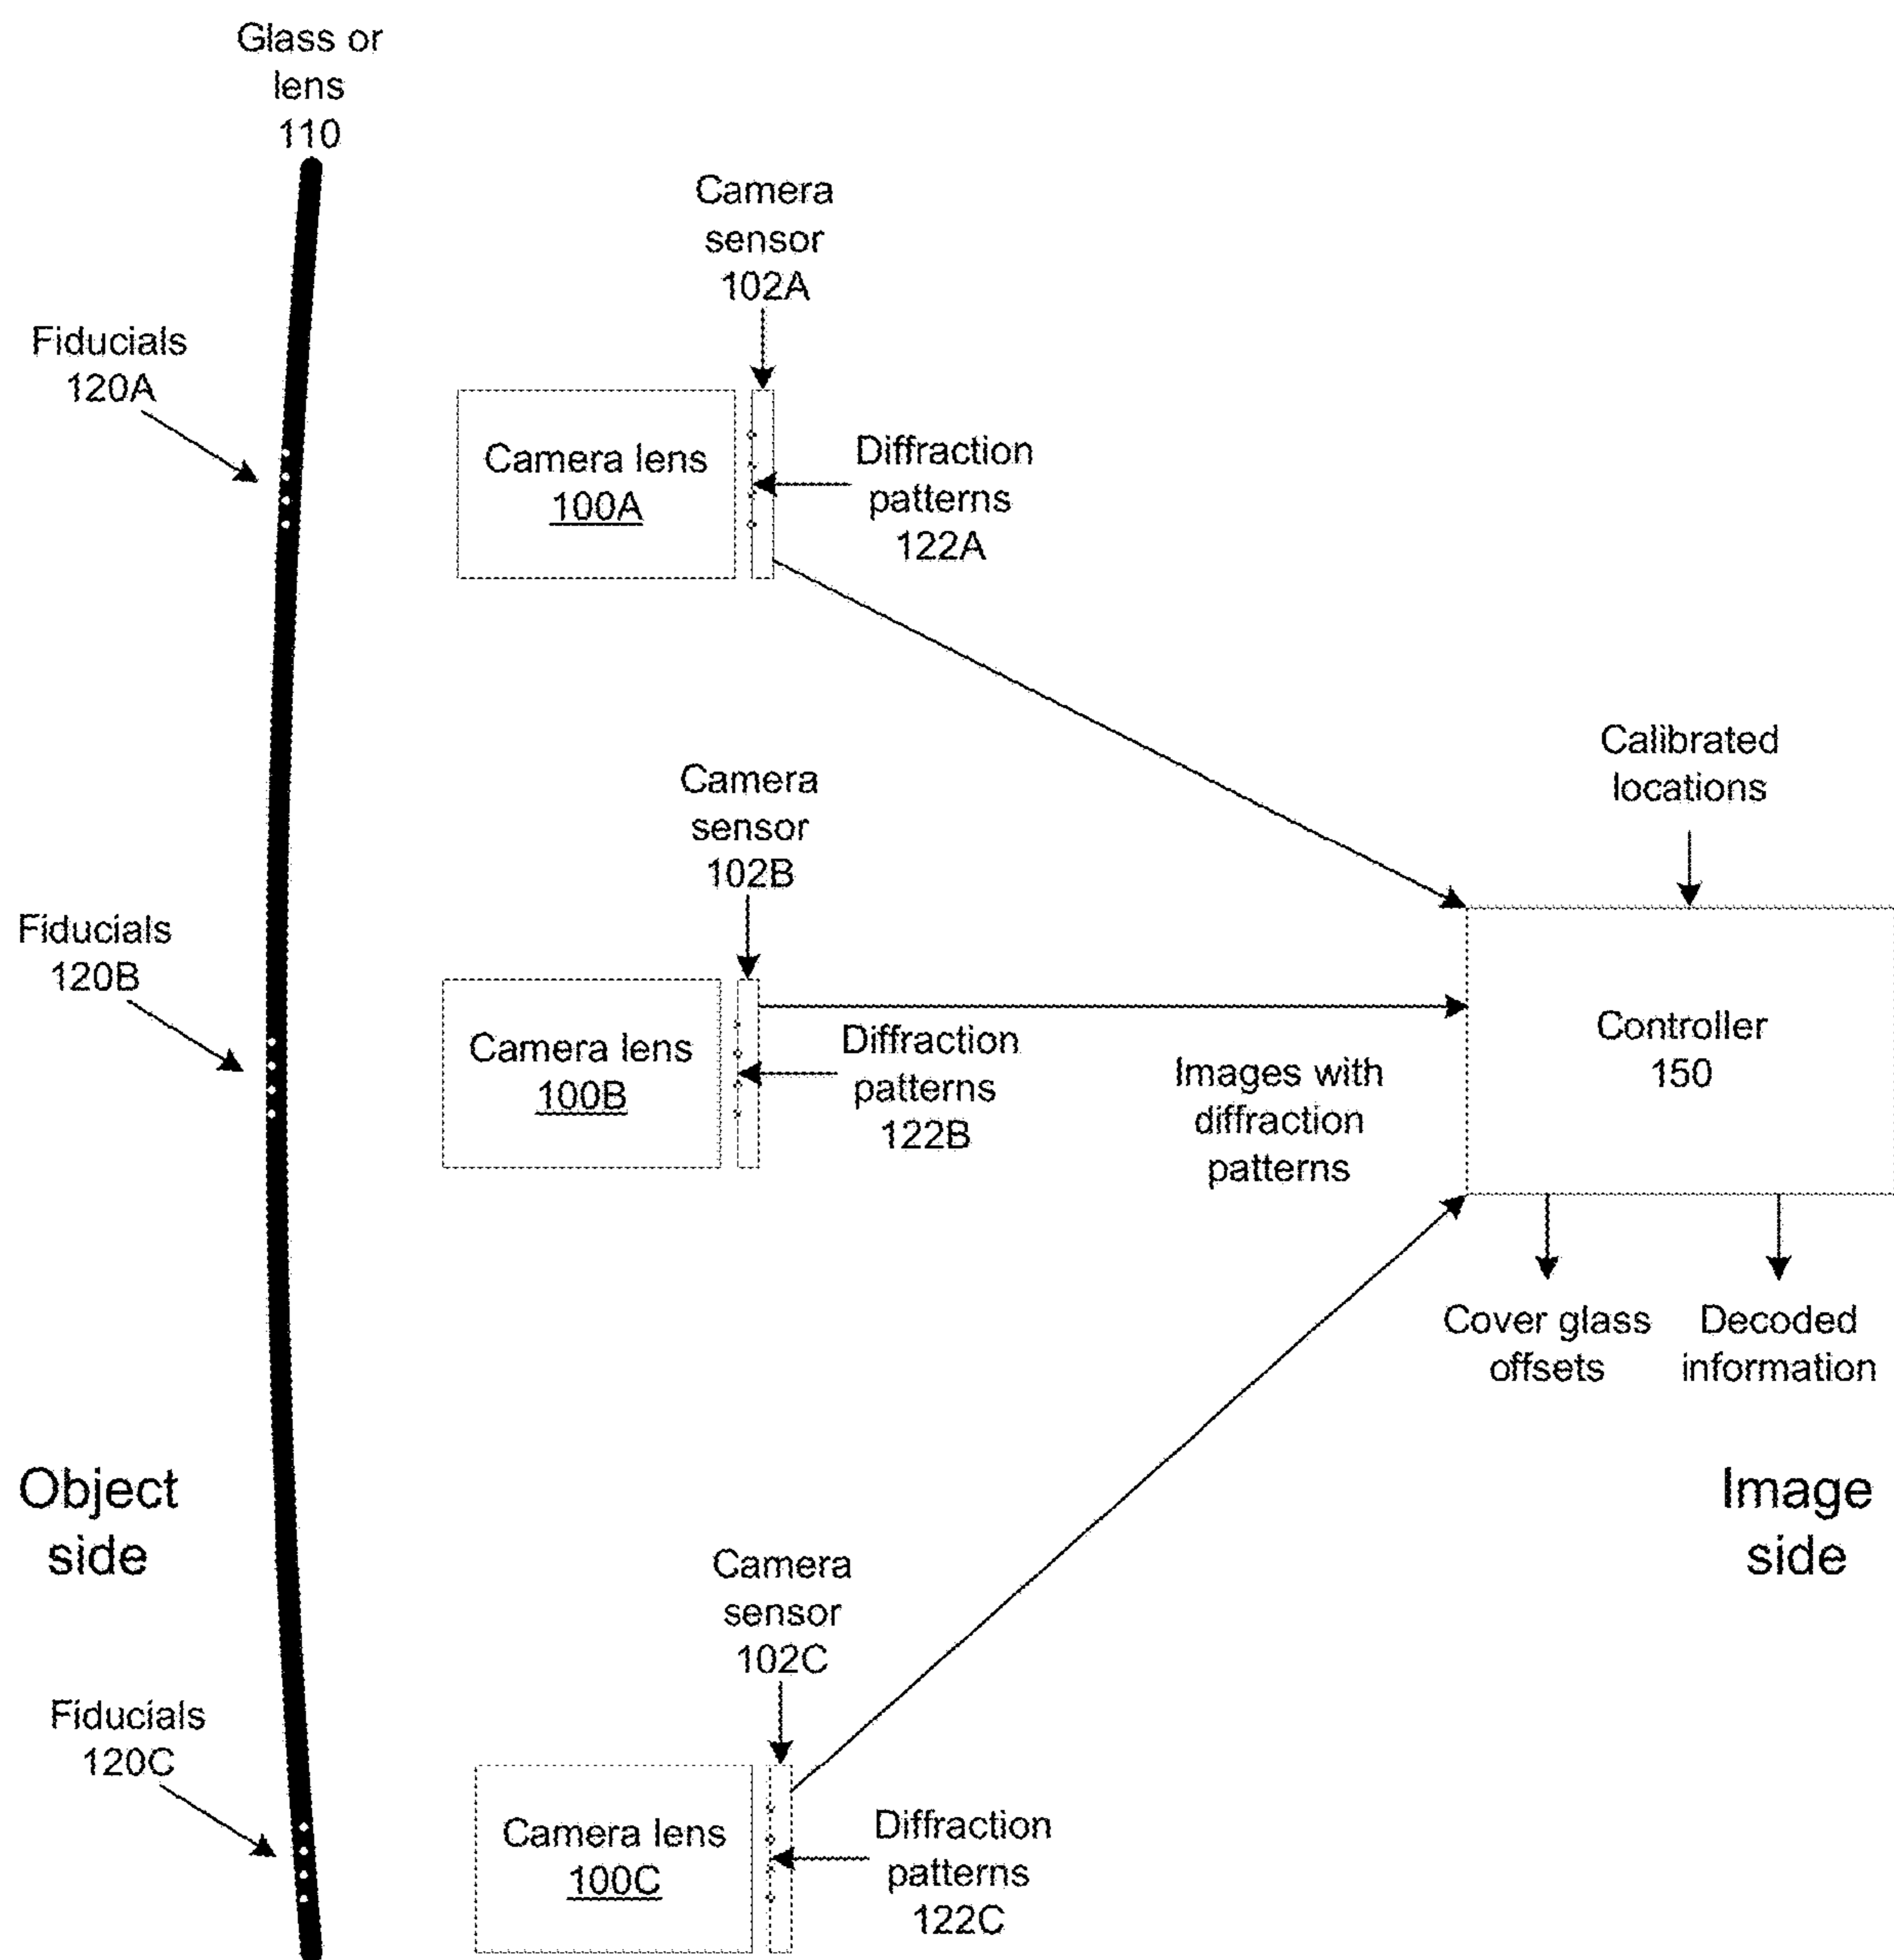 Glass or
lens
110
Camera
sensor
102A
Fiducials
120A
Camera lens
100A
Diffraction
patterns
122A
Calibrated
locations
Camera
sensor
102B
Fiducials
120B
Camera lens
100B
Diffraction
patterns
122B
Images with
diffraction
patterns
Controller
150
Cover glass
offsets
Decoded
information
Object
side
Image
side
Camera
sensor
102C
Fiducials
120C
Camera lens
100C
Diffraction
patterns
122C